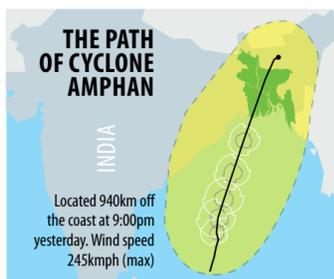 THE PATH
OF CYCLONE
AMPHAN
INDIA
Located 940km off
the coast at 9:00pm
yesterday. Wind speed
245kmph (max)